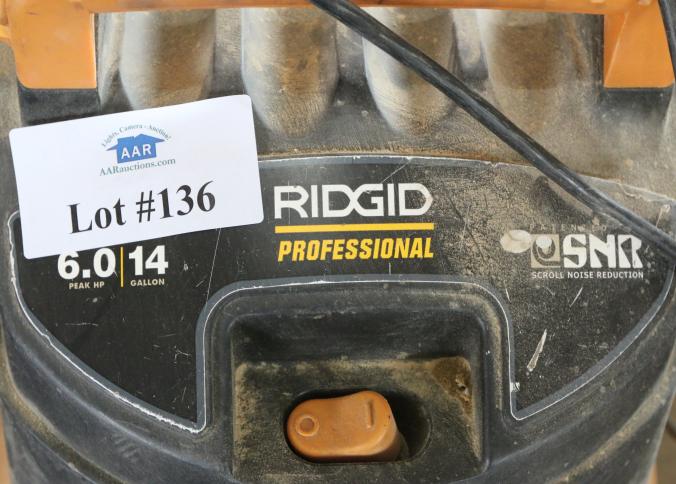 Lights, Camera - Auction!
AAR
AARauctions.com
Lot #136
RIDGID
PROFESSIONAL
6.0 14
PEAK HP GALLON
SNR
SCROLL NOISE REDUCTION